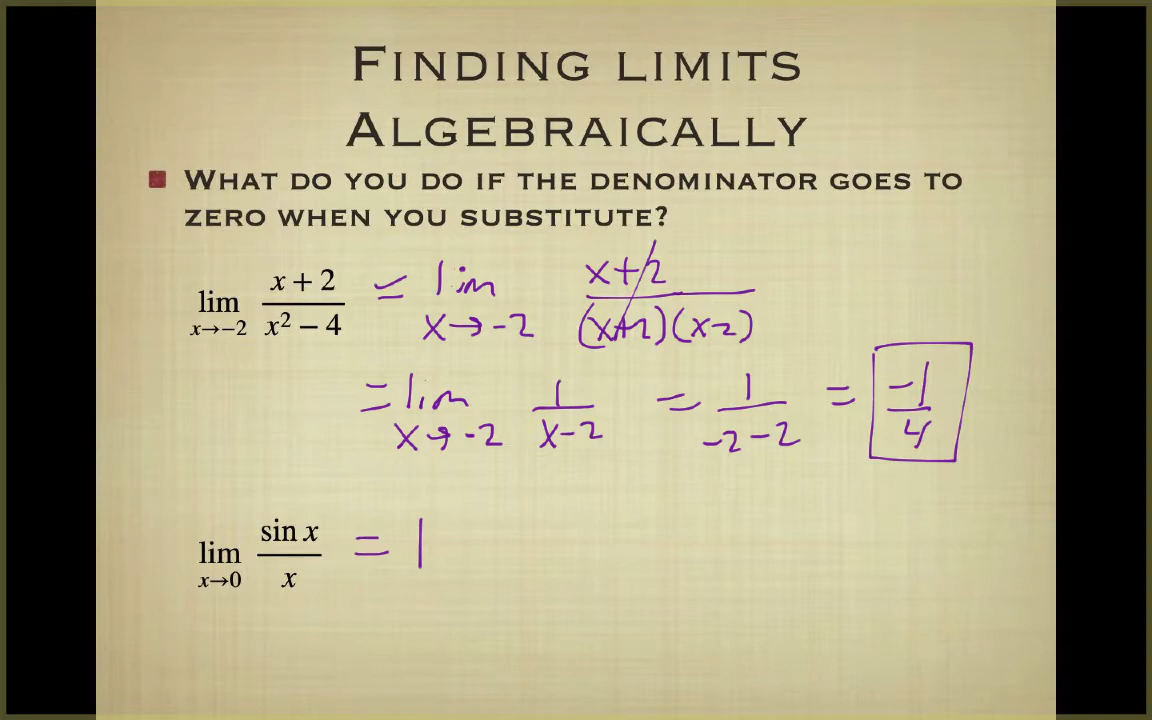 FINDING LIMITS
ALGEBRAICALLY
WHAT DO YOU DO IF THE DENOMINATOR GOES TO
ZERO WHEN YOU SUBSTITUTE?
lim x→-2 (x + 2)/(x² − 4) = lim x→-2 (x+2)/((x+2)(x-2))
= lim x→-2 1/(x-2) = 1/(-2-2) = -1/4
lim x→0 sin x/x = 1